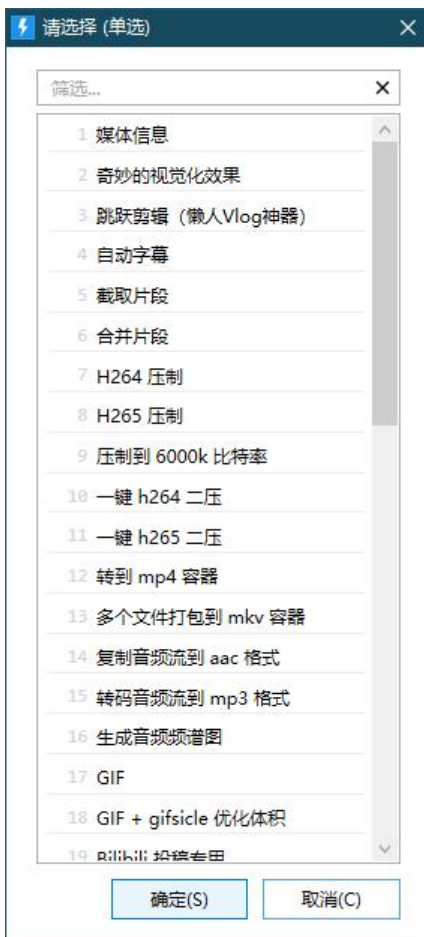 请选择 (单选)
筛选...
1 媒体信息
2 奇妙的视觉化效果
3 跳跃剪辑（懒人Vlog神器）
4 自动字幕
5 截取片段
6 合并片段
7 H264 压制
8 H265 压制
9 压制到 6000k 比特率
10 一键 h264 二压
11 一键 h265 二压
12 转到 mp4 容器
13 多个文件打包到 mkv 容器
14 复制音频流到 aac 格式
15 转码音频流到 mp3 格式
16 生成音频频谱图
17 GIF
18 GIF + gifsicle 优化体积
19 Bilibili 投稿专用
确定(S) 取消(C)